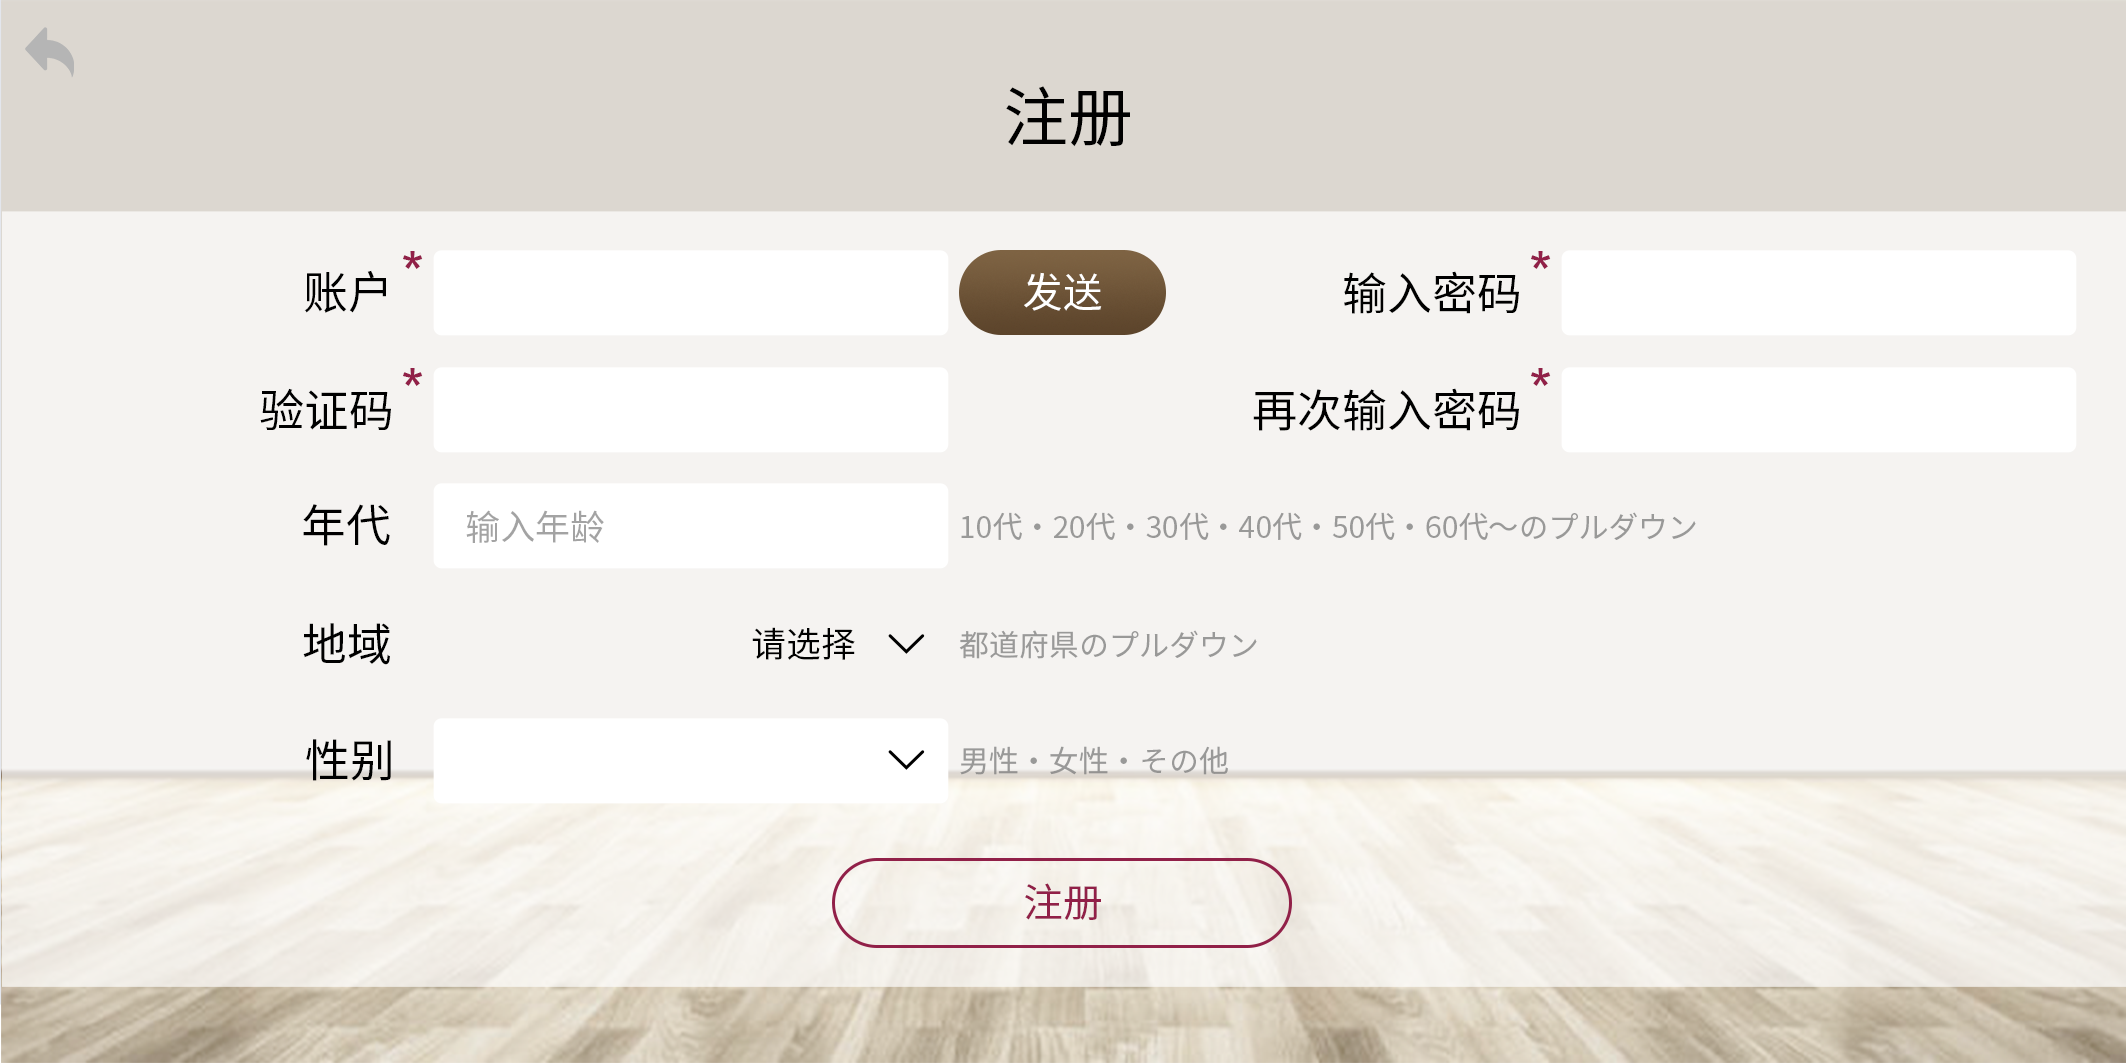 注册
账户 * 发送 输入密码 *
验证码 * 再次输入密码 *
年代 输入年龄 10代・20代・30代・40代・50代・60代～のプルダウン
地域 请选择 都道府県のプルダウン
性别 男性・女性・その他
注册